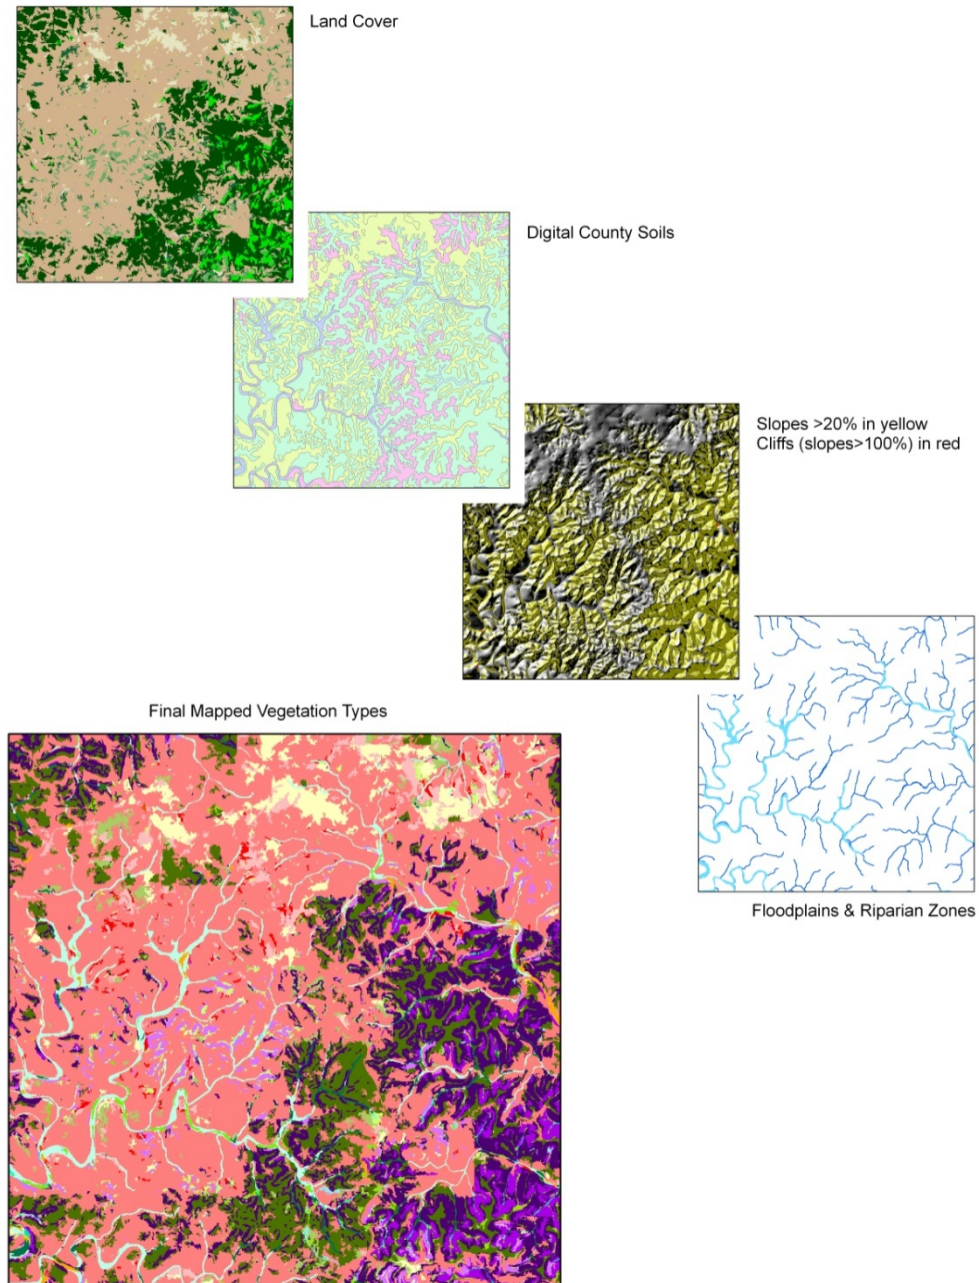 Land Cover
Digital County Soils
Slopes >20% in yellow
Cliffs (slopes>100%) in red
Final Mapped Vegetation Types
Floodplains & Riparian Zones